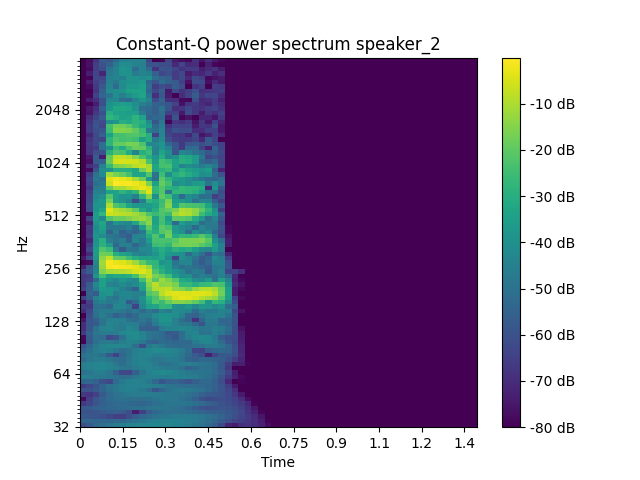 Constant-Q power spectrum speaker_2
2048
1024
512
256
128
64
32
Hz
0 0.15 0.3 0.45 0.6 0.75 0.9 1.1 1.2 1.4
Time
-10 dB
-20 dB
-30 dB
-40 dB
-50 dB
-60 dB
-70 dB
-80 dB